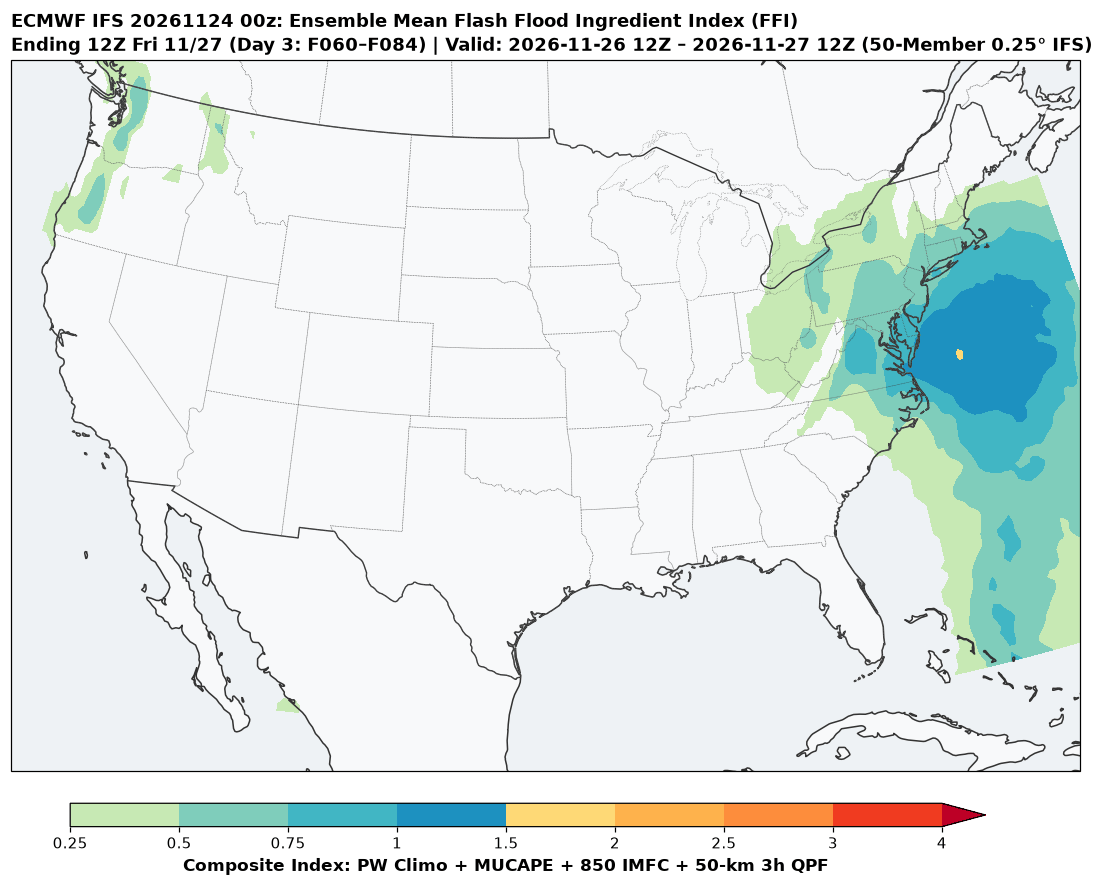 ECMWF IFS 20261124 00z: Ensemble Mean Flash Flood Ingredient Index (FFI)
Ending 12Z Fri 11/27 (Day 3: F060–F084) | Valid: 2026-11-26 12Z – 2026-11-27 12Z (50-Member 0.25° IFS)
0.25 0.5 0.75 1 1.5 2 2.5 3 4
Composite Index: PW Climo + MUCAPE + 850 IMFC + 50-km 3h QPF